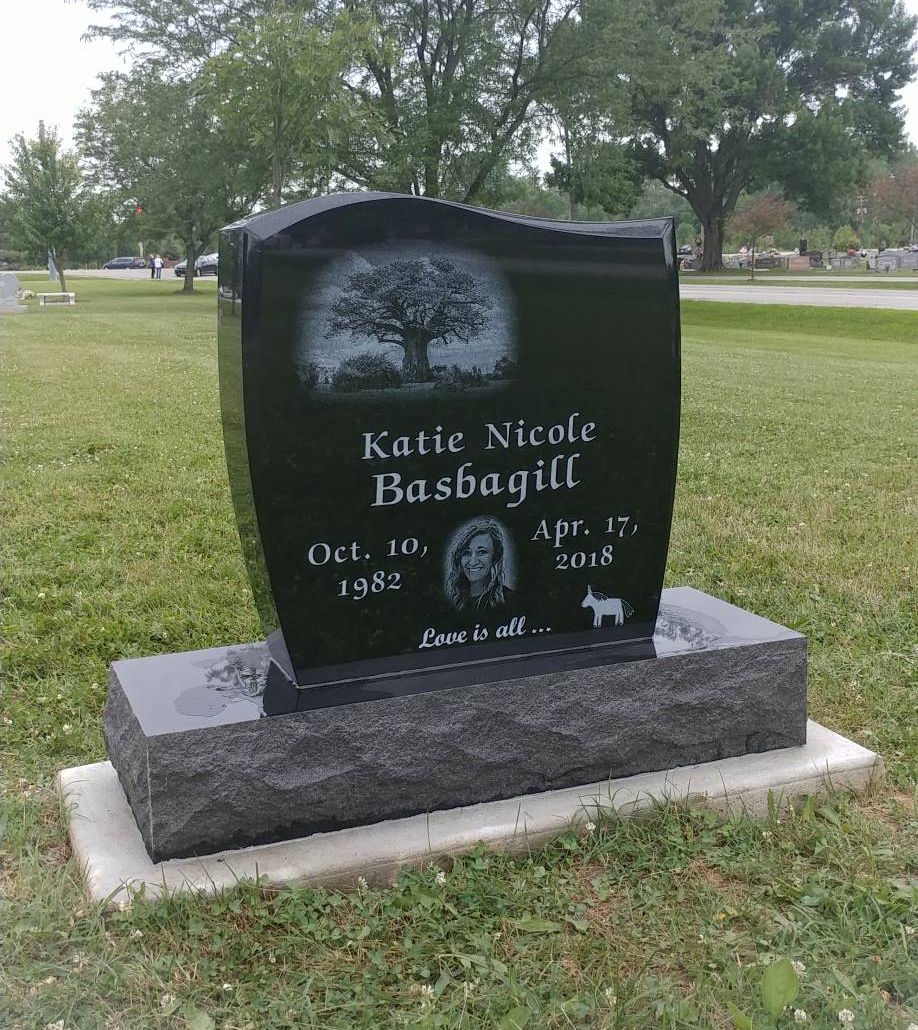 Katie Nicole
Basbagill
Oct. 10,
1982
Apr. 17,
2018
Love is all ...